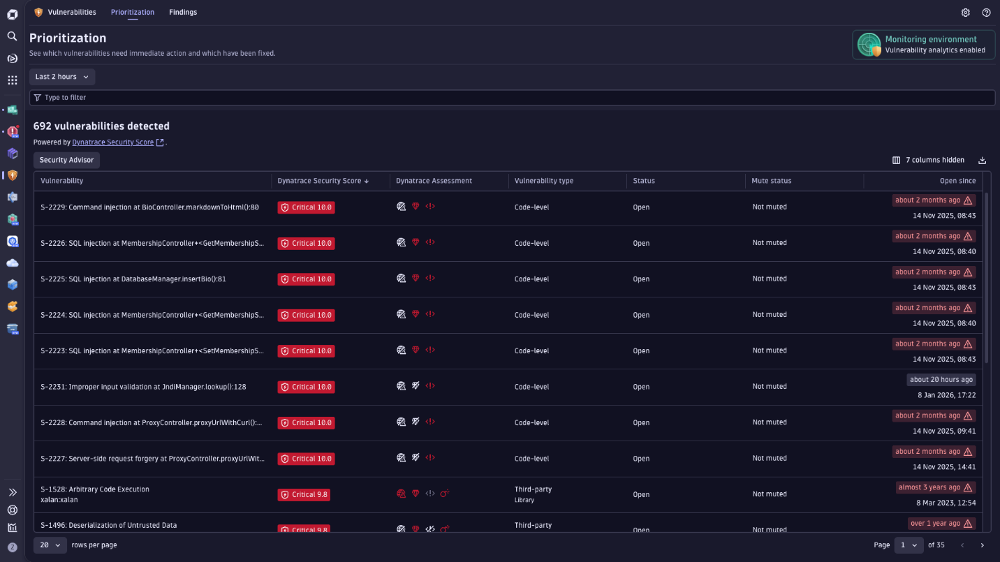 Vulnerabilities Prioritization Findings
Prioritization
See which vulnerabilities need immediate action and which have been fixed.
Monitoring environment
Vulnerability analytics enabled
Last 2 hours
Type to filter
692 vulnerabilities detected
Powered by Dynatrace Security Score .
Security Advisor
7 columns hidden
Vulnerability Dynatrace Security Score Dynatrace Assessment Vulnerability type Status Mute status Open since
S-2229: Command injection at BioController.markdownToHtml():80 Critical 10.0 Code-level Open Not muted about 2 months ago
14 Nov 2025, 08:43
S-2226: SQL injection at MembershipController+<GetMembershipS... Critical 10.0 Code-level Open Not muted about 2 months ago
14 Nov 2025, 08:40
S-2225: SQL injection at DatabaseManager.insertBio():81 Critical 10.0 Code-level Open Not muted about 2 months ago
14 Nov 2025, 08:43
S-2224: SQL injection at MembershipController+<GetMembershipS... Critical 10.0 Code-level Open Not muted about 2 months ago
14 Nov 2025, 08:40
S-2223: SQL injection at MembershipController+<SetMembershipS... Critical 10.0 Code-level Open Not muted about 2 months ago
14 Nov 2025, 08:43
S-2231: Improper input validation at JndiManager.lookup():128 Critical 10.0 Code-level Open Not muted about 20 hours ago
8 Jan 2026, 17:22
S-2228: Command injection at ProxyController.proxyUrlWithCurl():... Critical 10.0 Code-level Open Not muted about 2 months ago
14 Nov 2025, 09:41
S-2227: Server-side request forgery at ProxyController.proxyUrlWit... Critical 10.0 Code-level Open Not muted about 2 months ago
14 Nov 2025, 14:41
S-1528: Arbitrary Code Execution Critical 9.8 Third-party Open Not muted almost 3 years ago
xalan:xalan Library 8 Mar 2023, 12:54
S-1496: Deserialization of Untrusted Data Critical 9.8 Third-party Open Not muted over 1 year ago
20 rows per page
Page 1 of 35
Z